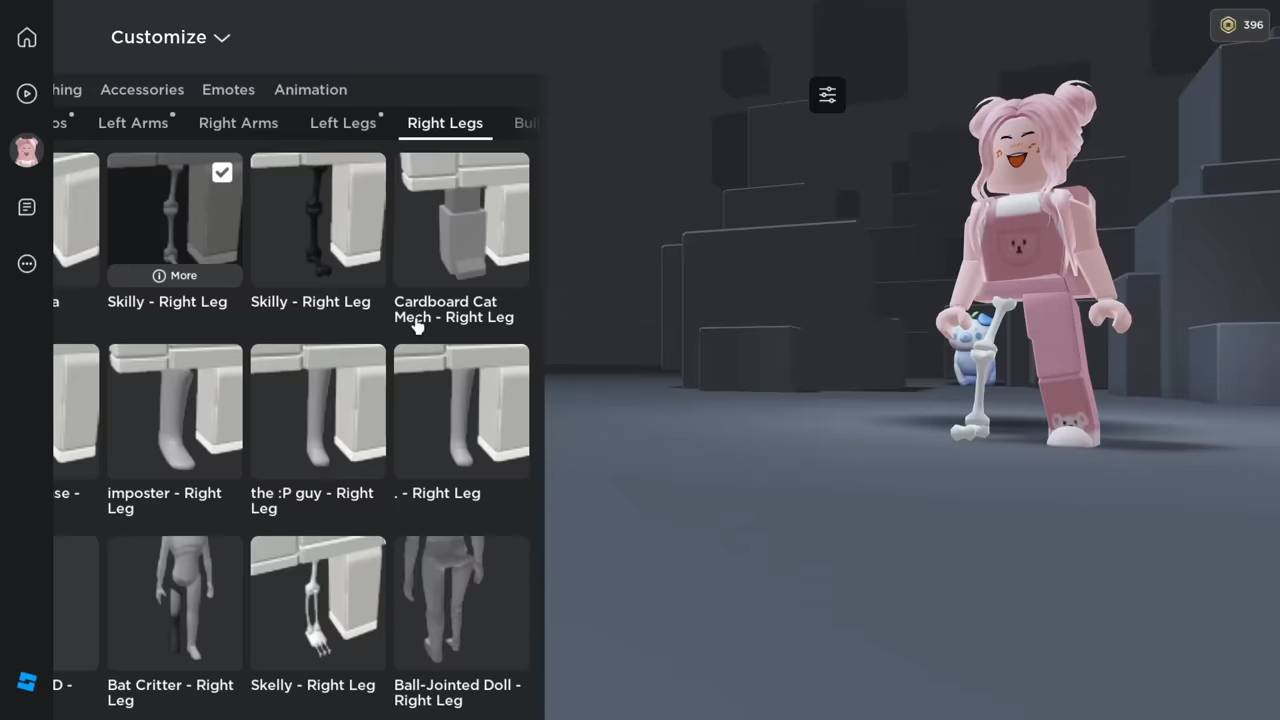 Customize
396
hing Accessories Emotes Animation
os Left Arms Right Arms Left Legs Right Legs Bui
More
a
Skilly - Right Leg
Skilly - Right Leg
Cardboard Cat
Mech - Right Leg
se -
imposter - Right
Leg
the :P guy - Right
Leg
. - Right Leg
D -
Bat Critter - Right
Leg
Skelly - Right Leg
Ball-Jointed Doll -
Right Leg